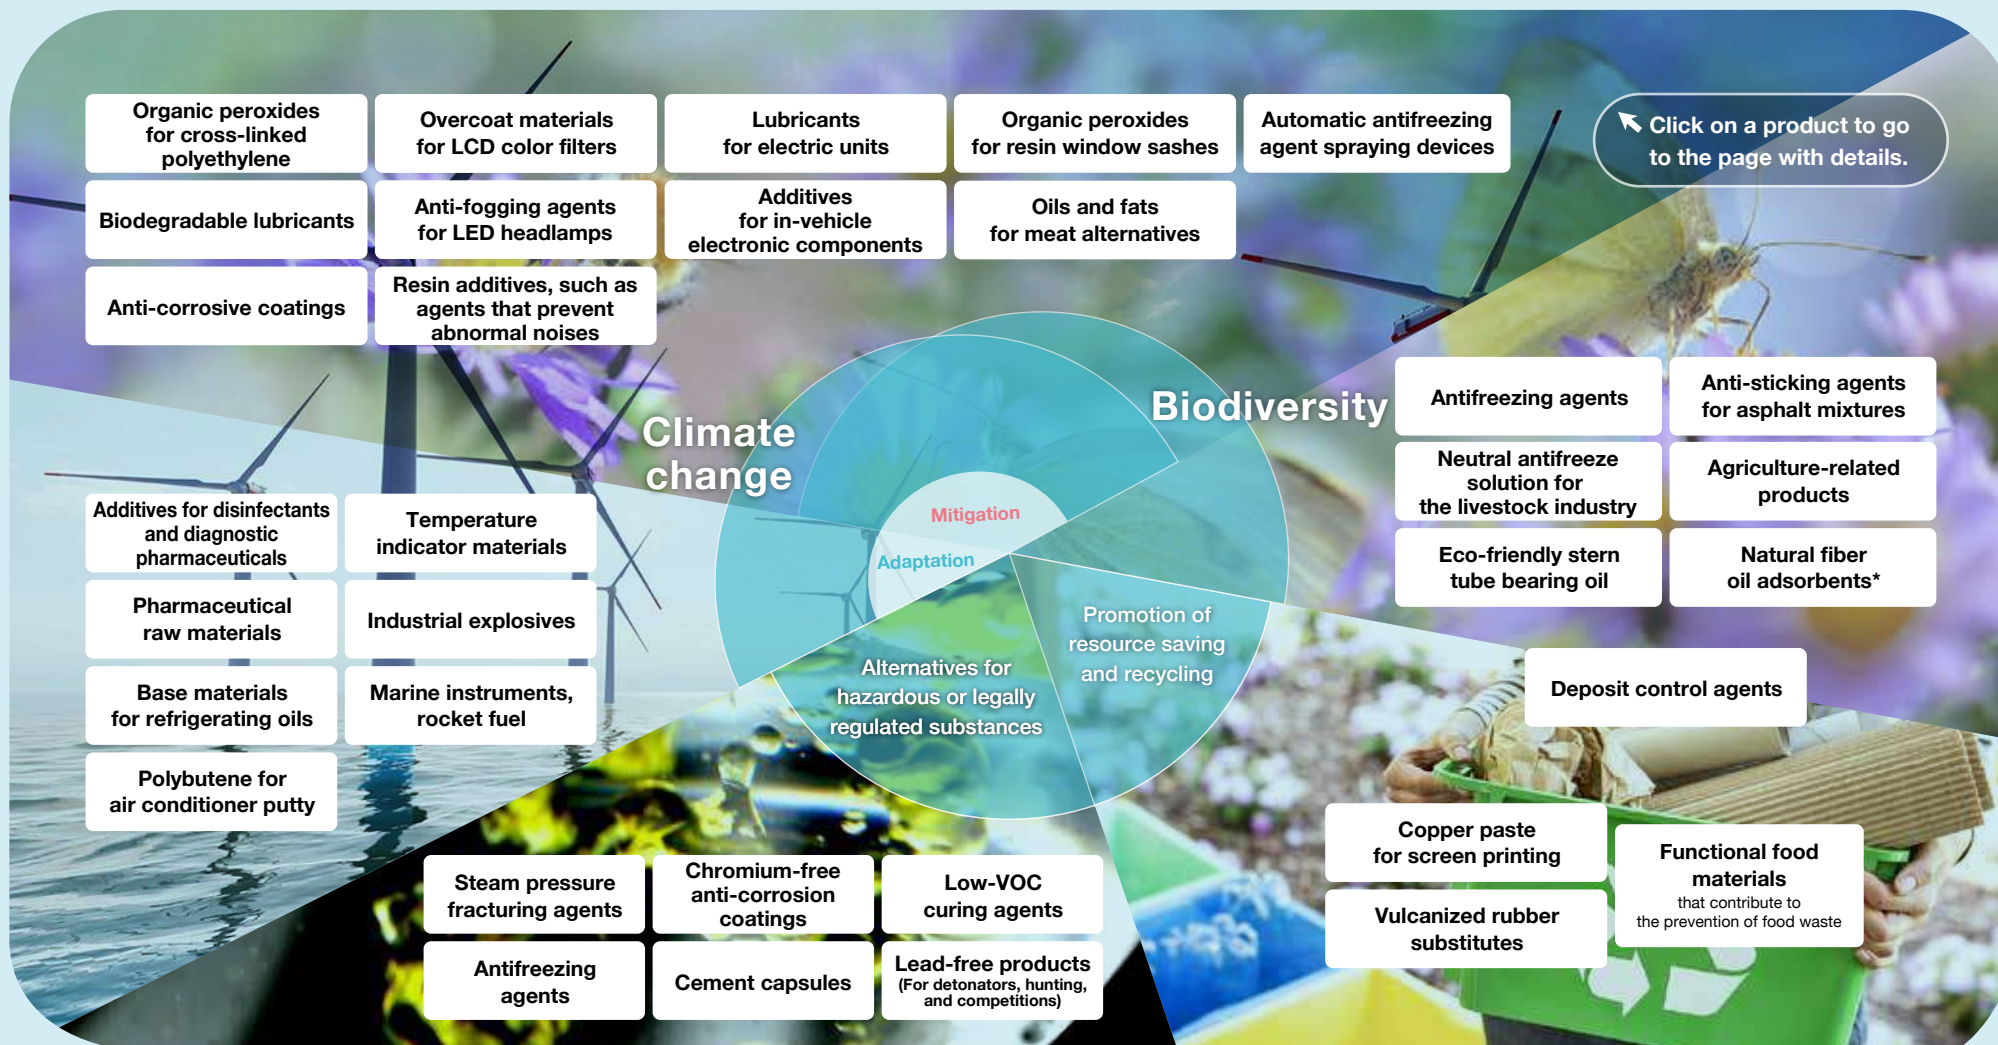 Organic peroxides
for cross-linked
polyethylene
Overcoat materials
for LCD color filters
Lubricants
for electric units
Organic peroxides
for resin window sashes
Automatic antifreezing
agent spraying devices
Click on a product to go
to the page with details.
Biodegradable lubricants
Anti-fogging agents
for LED headlamps
Additives
for in-vehicle
electronic components
Oils and fats
for meat alternatives
Anti-corrosive coatings
Resin additives, such as
agents that prevent
abnormal noises
Climate
change
Biodiversity
Mitigation
Adaptation
Promotion of
resource saving
and recycling
Alternatives for
hazardous or legally
regulated substances
Antifreezing agents
Anti-sticking agents
for asphalt mixtures
Neutral antifreeze
solution for
the livestock industry
Agriculture-related
products
Eco-friendly stern
tube bearing oil
Natural fiber
oil adsorbents*
Additives for disinfectants
and diagnostic
pharmaceuticals
Temperature
indicator materials
Pharmaceutical
raw materials
Industrial explosives
Base materials
for refrigerating oils
Marine instruments,
rocket fuel
Polybutene for
air conditioner putty
Deposit control agents
Copper paste
for screen printing
Functional food
materials
that contribute to
the prevention of food waste
Vulcanized rubber
substitutes
Steam pressure
fracturing agents
Chromium-free
anti-corrosion
coatings
Low-VOC
curing agents
Antifreezing
agents
Cement capsules
Lead-free products
(For detonators, hunting,
and competitions)